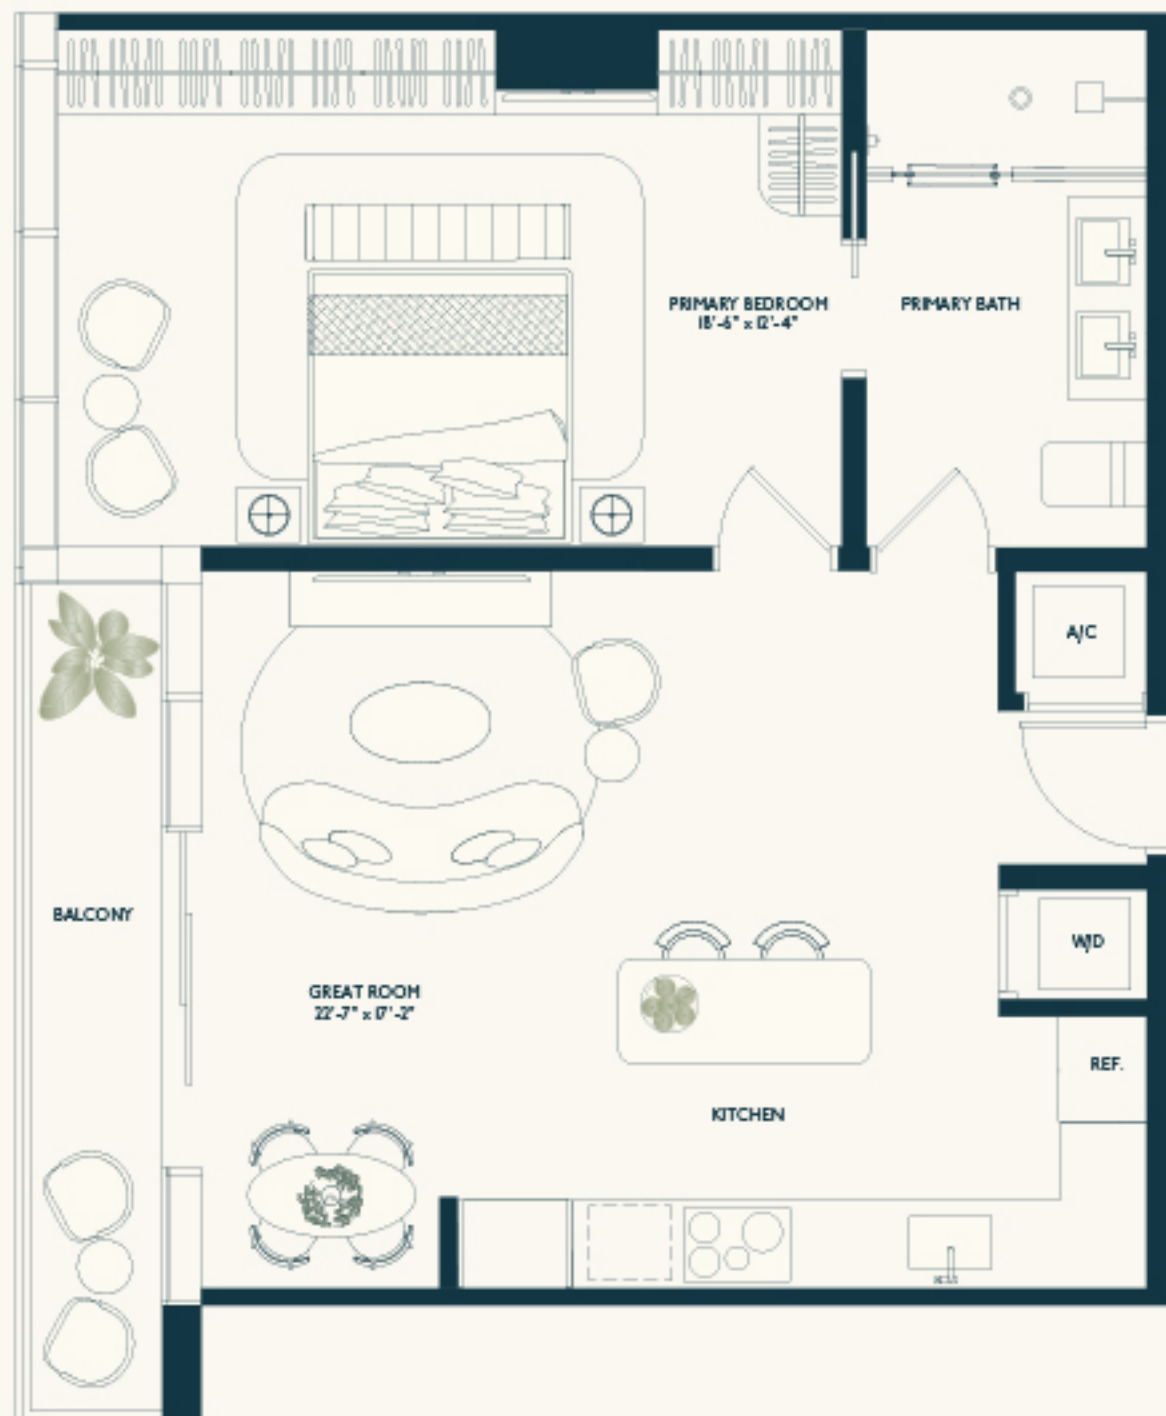 PRIMARY BEDROOM
18'-6" x 12'-4"
PRIMARY BATH
A/C
BALCONY
W/D
GREAT ROOM
22'-7" x 17'-2"
REF.
KITCHEN